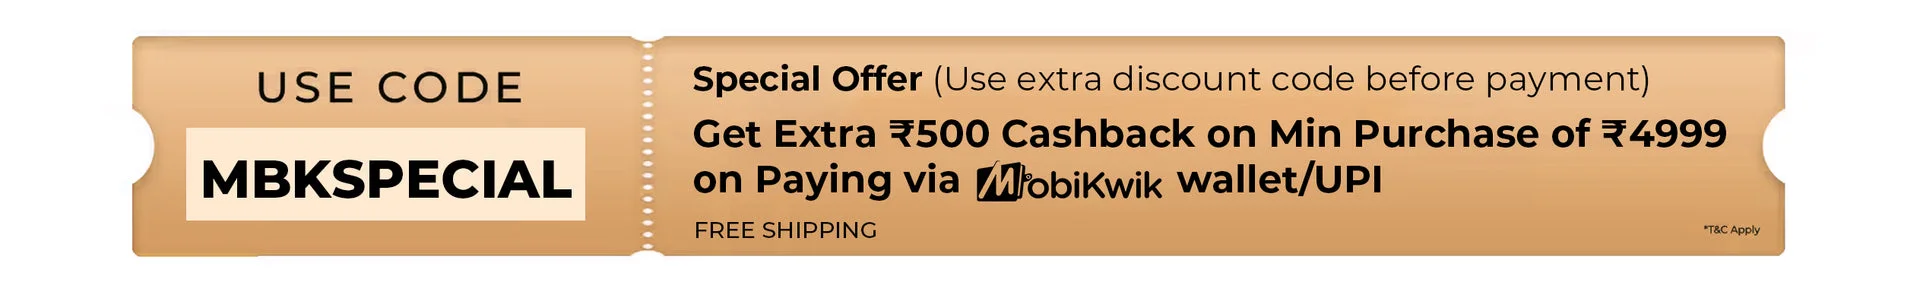 USE CODE
MBKSPECIAL
Special Offer (Use extra discount code before payment)
Get Extra ₹500 Cashback on Min Purchase of ₹4999
on Paying via MobiKwik wallet/UPI
FREE SHIPPING
*T&C Apply